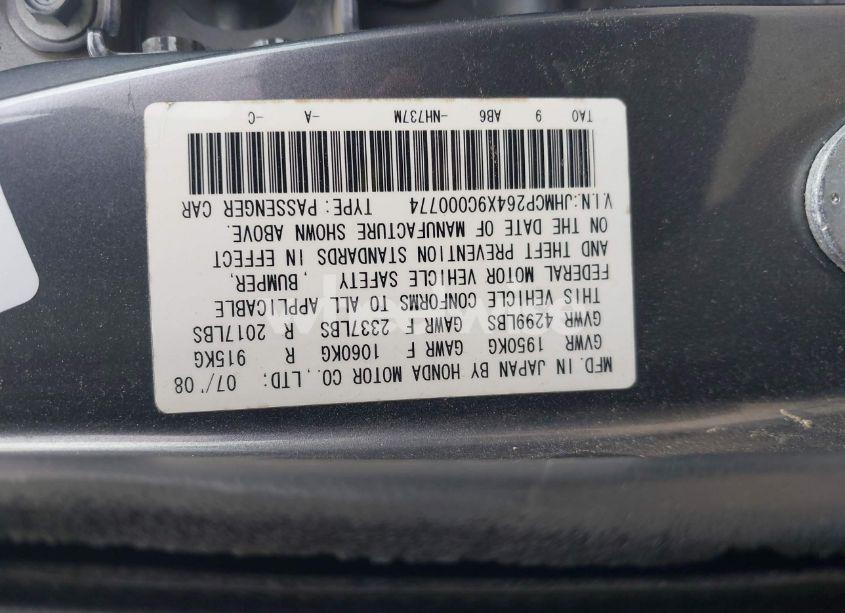 MFD. IN JAPAN BY HONDA MOTOR CO., LTD. 07/'08
GVWR 1950KG GAWR F 1060KG R 915KG
GVWR 4299LBS GAWR F 2337LBS R 2017LBS
THIS VEHICLE CONFORMS TO ALL APPLICABLE
FEDERAL MOTOR VEHICLE SAFETY, BUMPER,
AND THEFT PREVENTION STANDARDS IN EFFECT
ON THE DATE OF MANUFACTURE SHOWN ABOVE.
V.I.N:JHMCP264X9C000774 TYPE:PASSENGER CAR
TA0 9 AB6 -NH737M -A -C